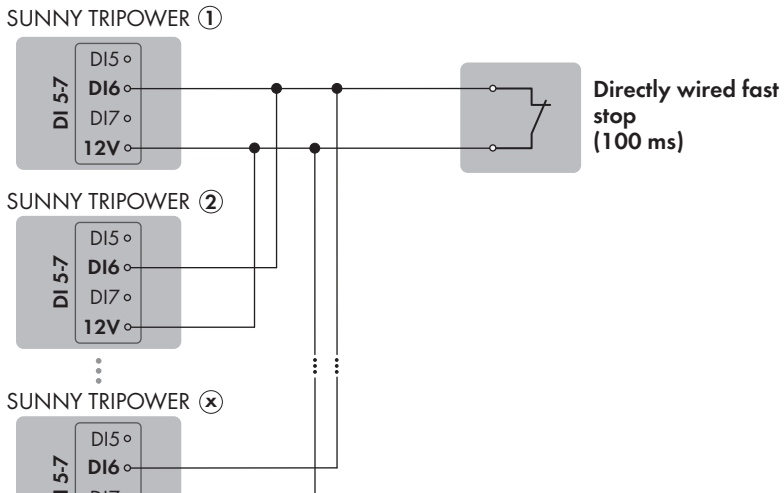 SUNNY TRIPOWER 1
DI 5-7
DI5
DI6
DI7
12V
Directly wired fast
stop
(100 ms)
SUNNY TRIPOWER 2
DI 5-7
DI5
DI6
DI7
12V
SUNNY TRIPOWER x
DI5
DI6